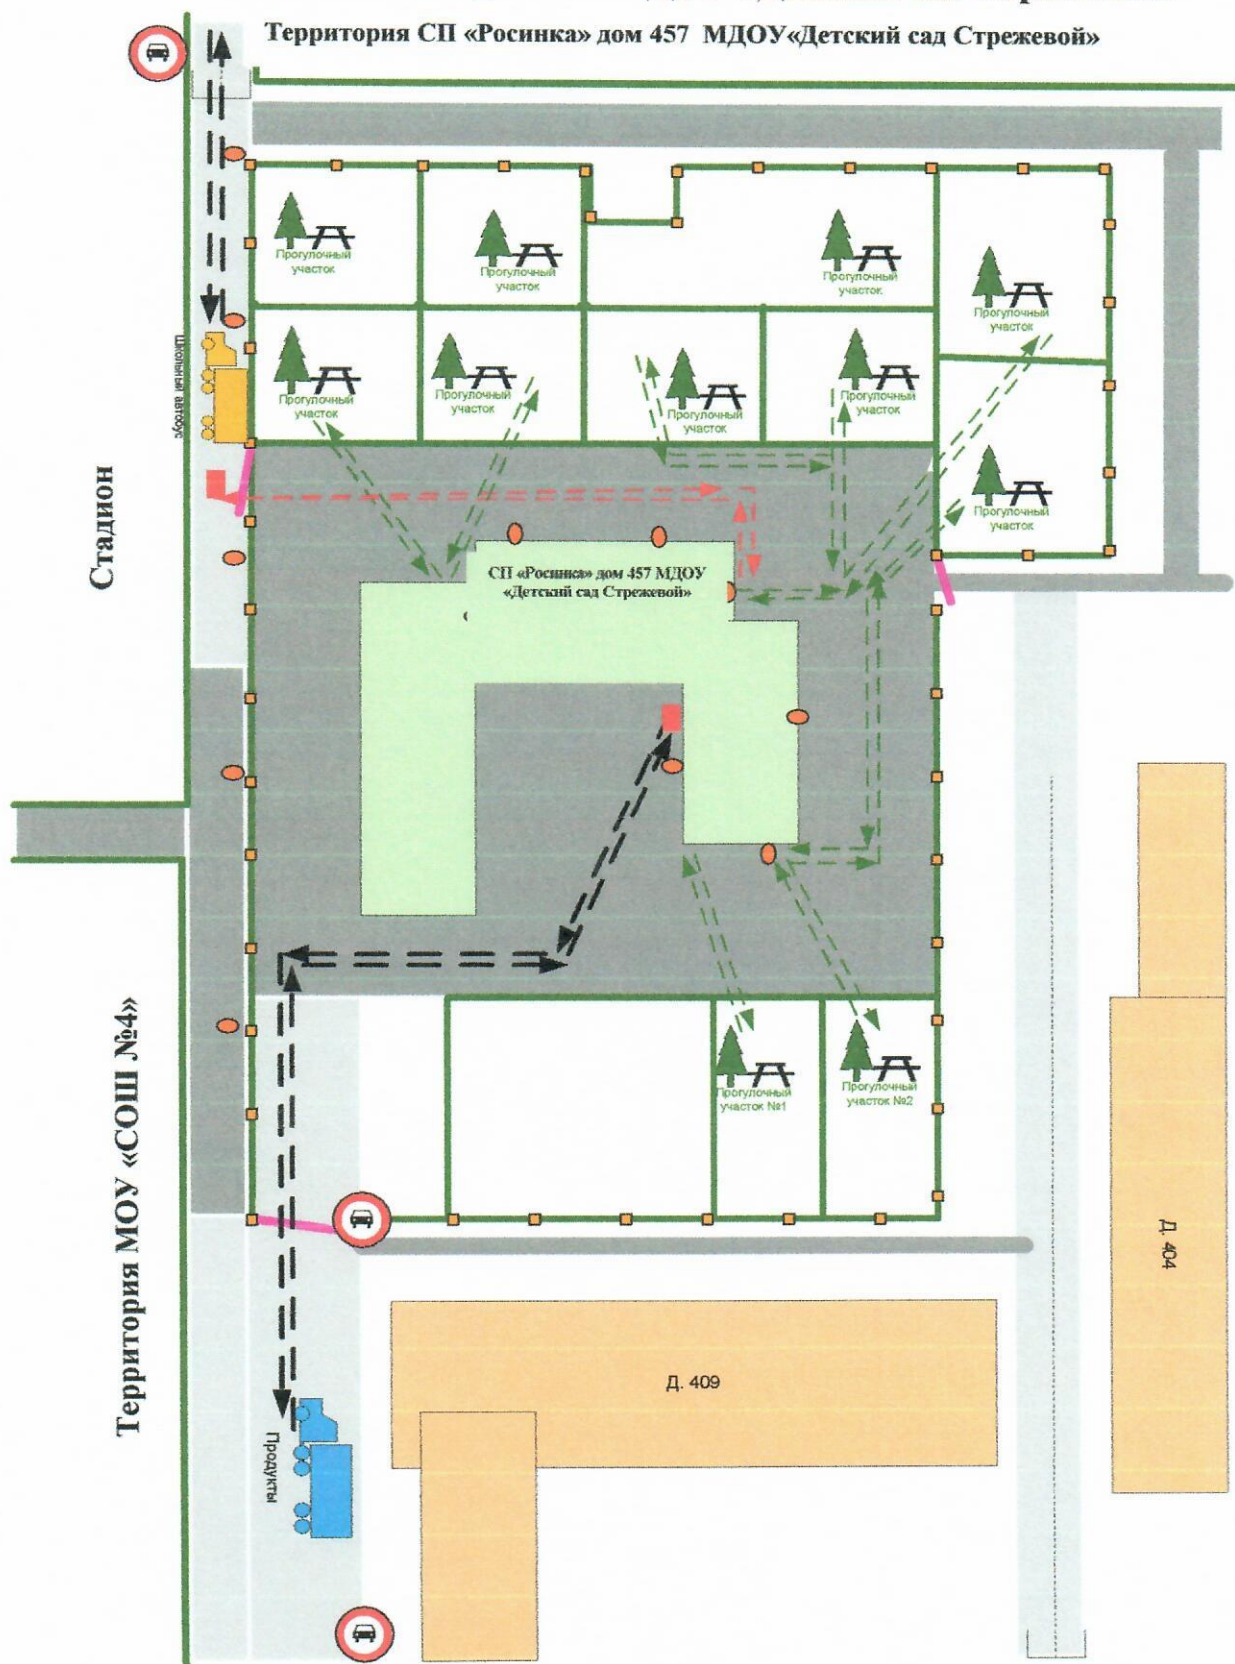 Территория СП «Росинка» дом 457 МДОУ«Детский сад Стрежевой»
Прогулочный
участок
Прогулочный
участок
Прогулочный
участок
Прогулочный
участок
Школьный автобус
Прогулочный
участок
Прогулочный
участок
Прогулочный
участок
Прогулочный
участок
Прогулочный
участок
Стадион
СП «Росинка» дом 457 МДОУ
«Детский сад Стрежевой»
Территория МОУ «СОШ №4»
Прогулочный
участок №1
Прогулочный
участок №2
Д. 404
Д. 409
Продукты